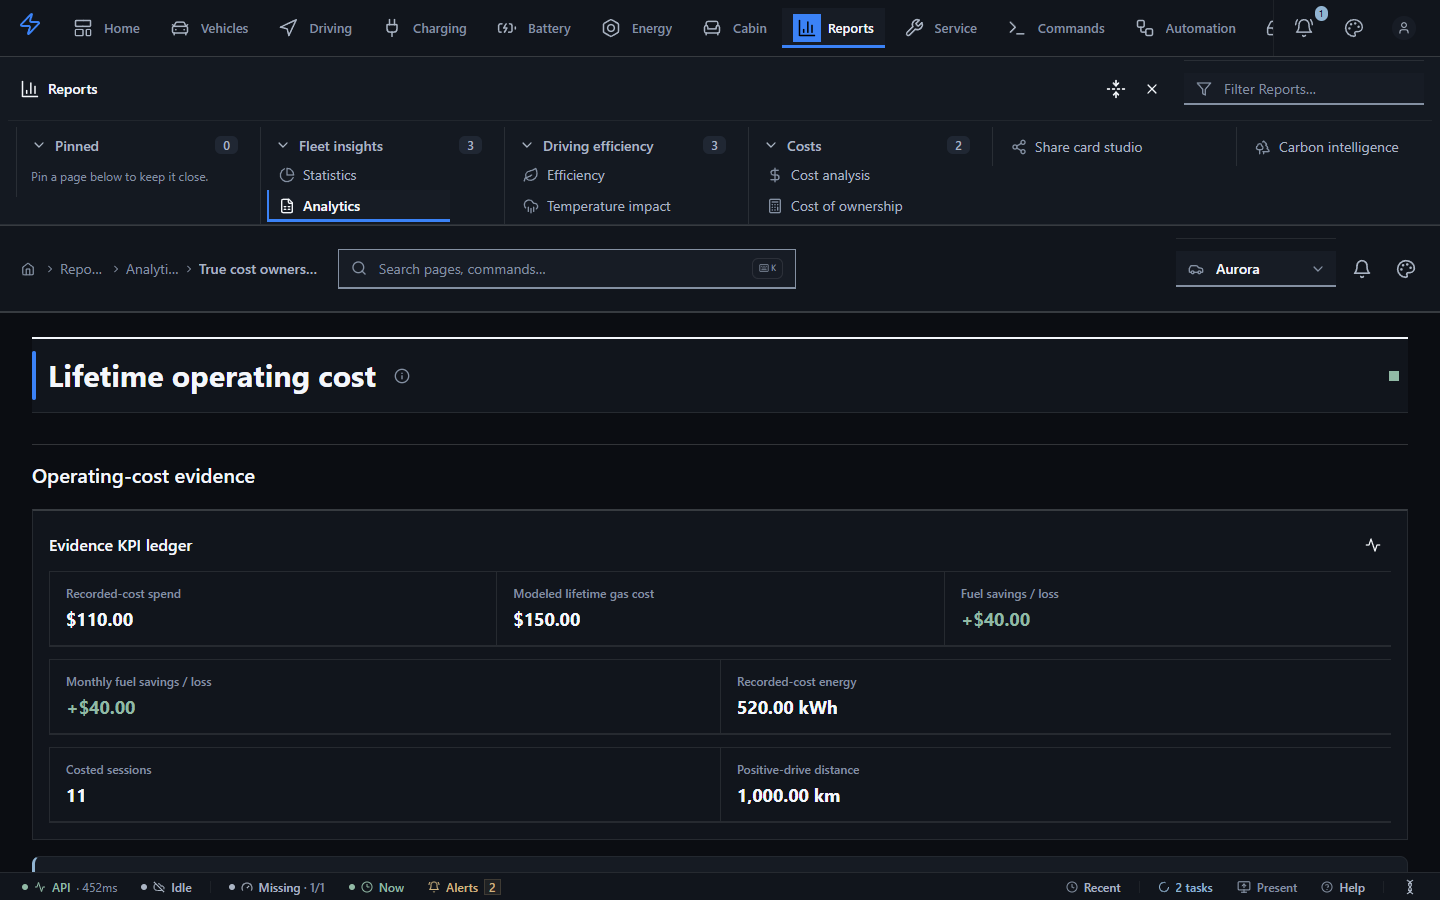 Home
Vehicles
Driving
Charging
Battery
Energy
Cabin
Reports
Service
Commands
Automation
1
Reports
Filter Reports...
Pinned 0
Pin a page below to keep it close.
Fleet insights 3
Statistics
Analytics
Driving efficiency 3
Efficiency
Temperature impact
Costs 2
Cost analysis
Cost of ownership
Share card studio
Carbon intelligence
Repo... > Analyti... > True cost owners...
Search pages, commands...
K
Aurora
Lifetime operating cost
Operating-cost evidence
Evidence KPI ledger
Recorded-cost spend
$110.00
Modeled lifetime gas cost
$150.00
Fuel savings / loss
+$40.00
Monthly fuel savings / loss
+$40.00
Recorded-cost energy
520.00 kWh
Costed sessions
11
Positive-drive distance
1,000.00 km
API · 452ms
Idle
Missing · 1/1
Now
Alerts 2
Recent
2 tasks
Present
Help